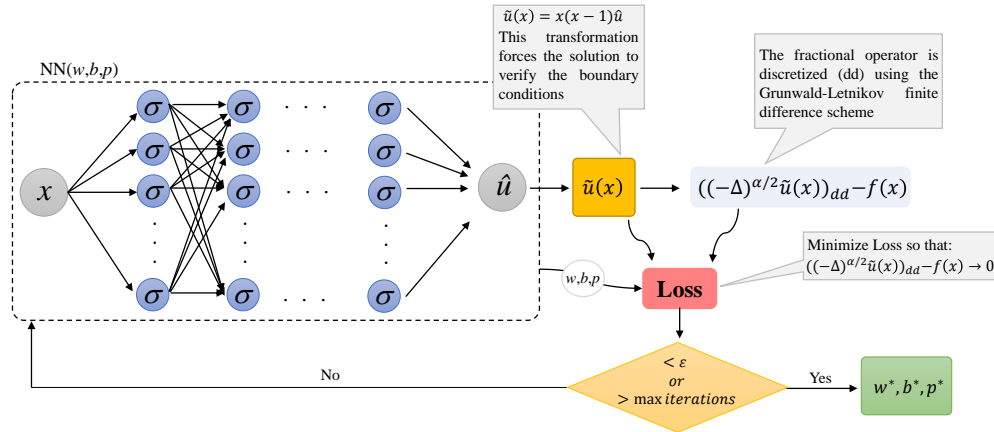 ũ(x) = x(x − 1)û
This transformation
forces the solution to
verify the boundary
conditions
The fractional operator is
discretized (dd) using the
Grunwald-Letnikov finite
difference scheme
NN(w,b,p)
σ σ . . . σ
σ σ . . . σ
x σ σ . . . σ û ũ(x) ((−Δ)^{α/2} ũ(x))_{dd} − f(x)
σ σ . . . σ
Minimize Loss so that:
((−Δ)^{α/2} ũ(x))_{dd} − f(x) → 0
w,b,p
Loss
No
< ε
or
> max iterations
Yes
w*, b*, p*